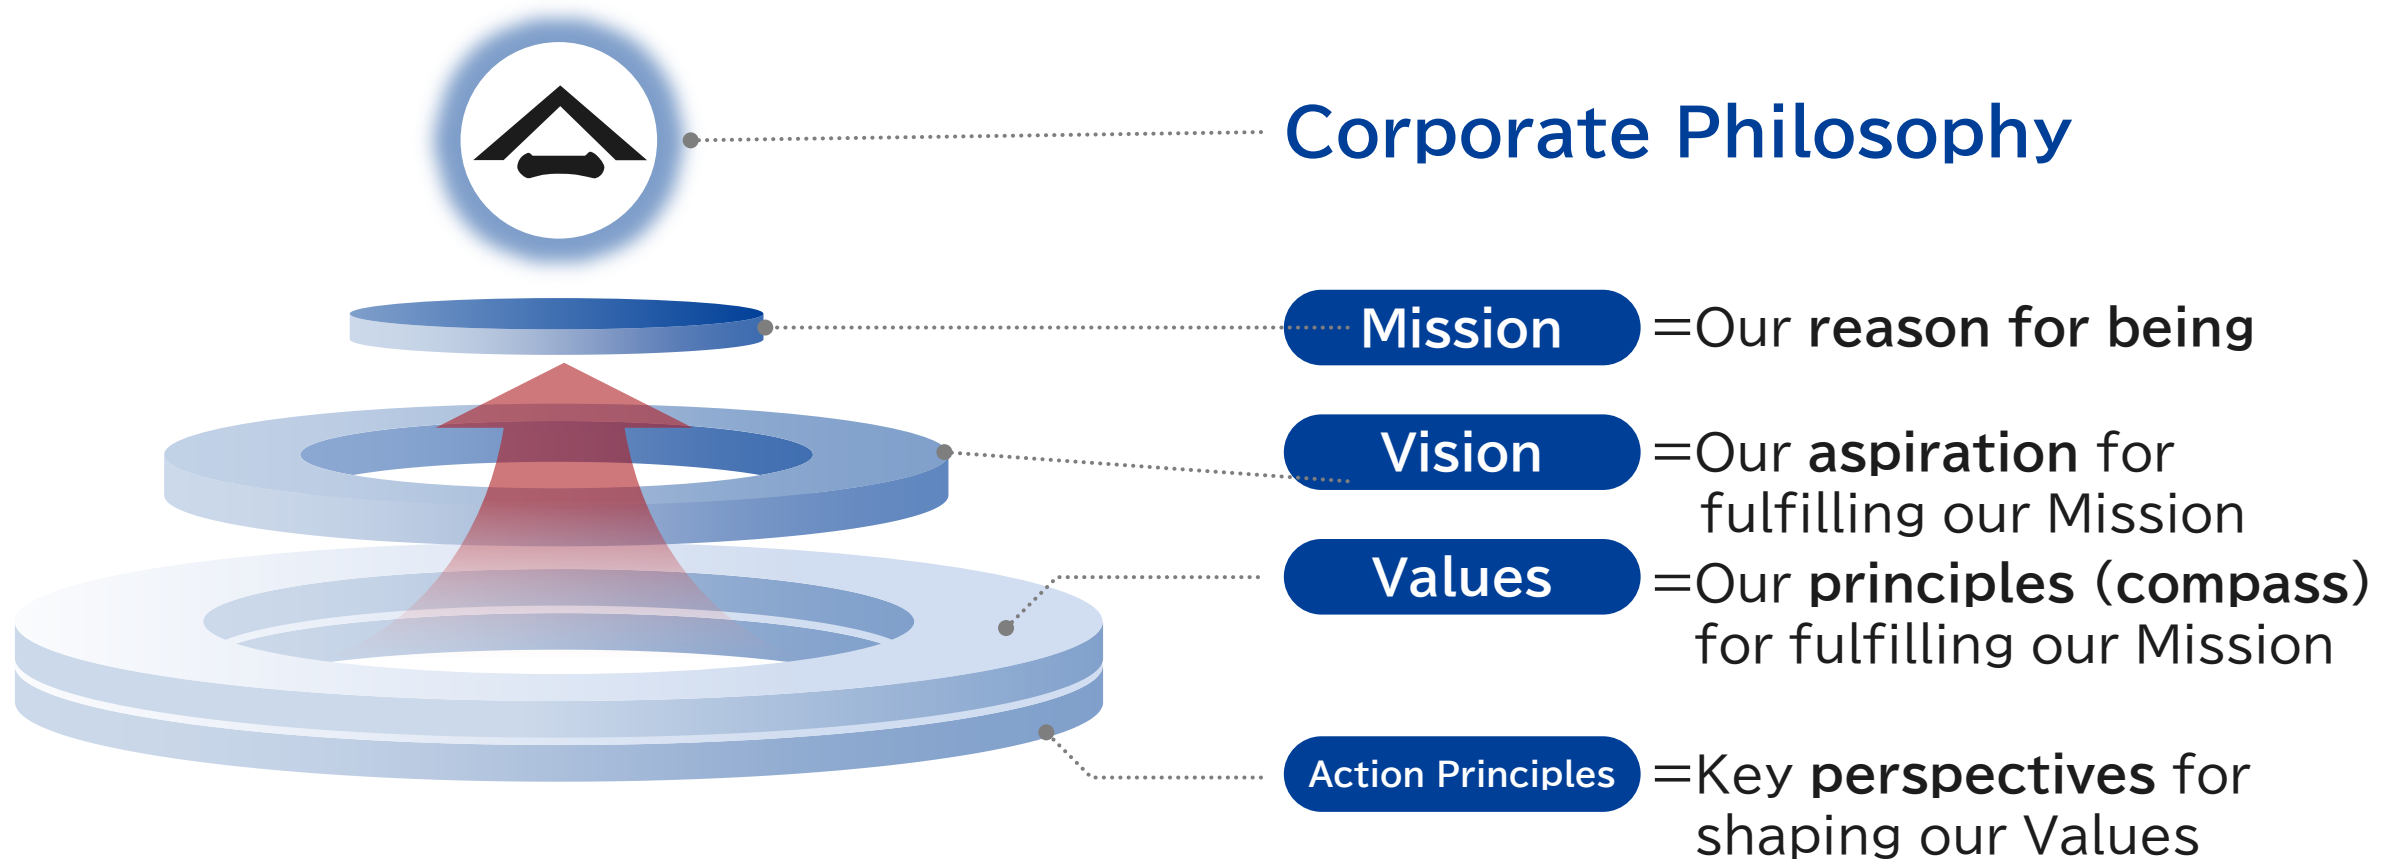 Corporate Philosophy
Mission =Our reason for being
Vision =Our aspiration for
fulfilling our Mission
Values =Our principles (compass)
for fulfilling our Mission
Action Principles =Key perspectives for
shaping our Values